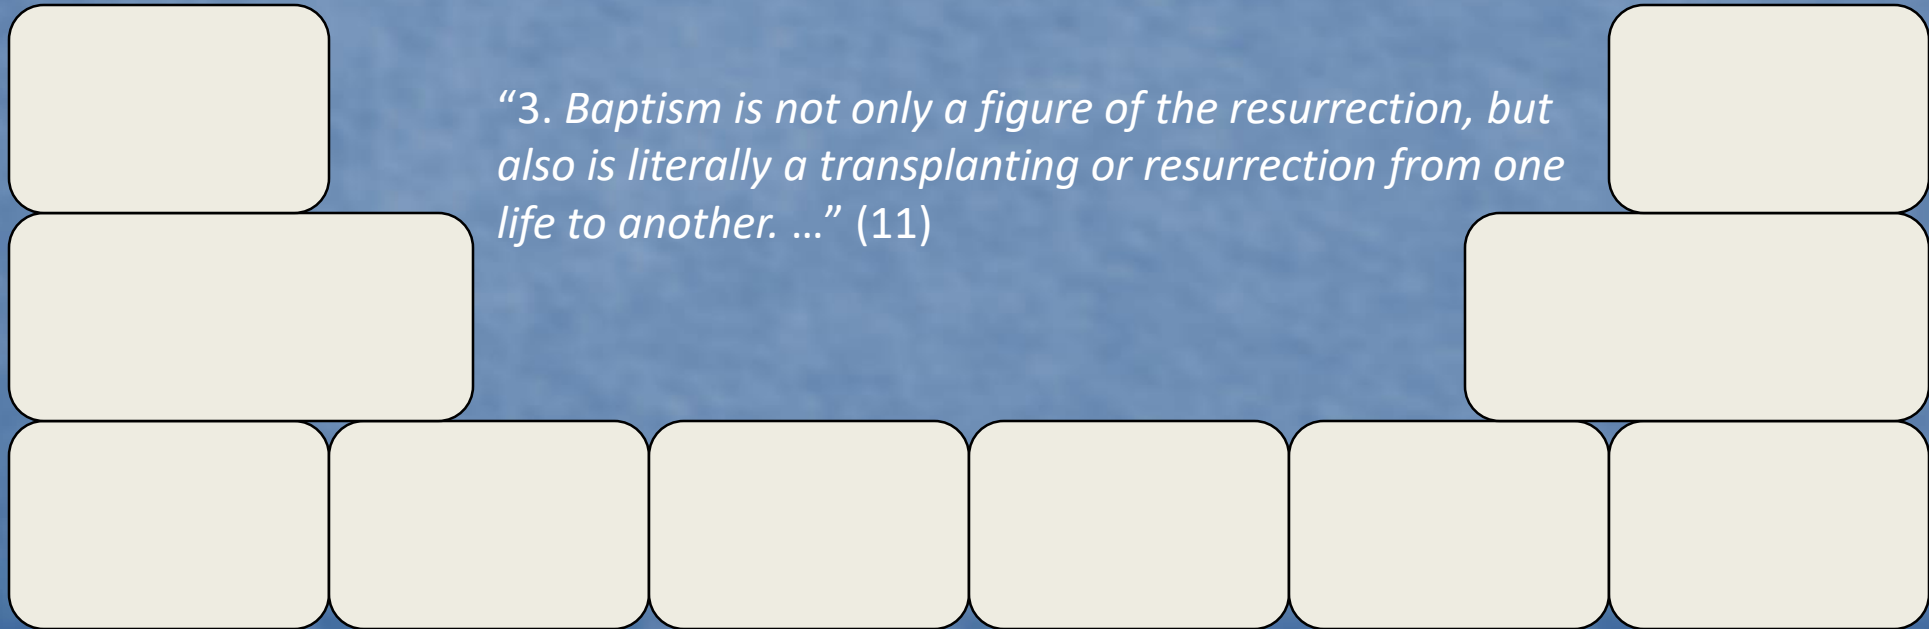 “3. Baptism is not only a figure of the resurrection, but
also is literally a transplanting or resurrection from one
life to another. …” (11)